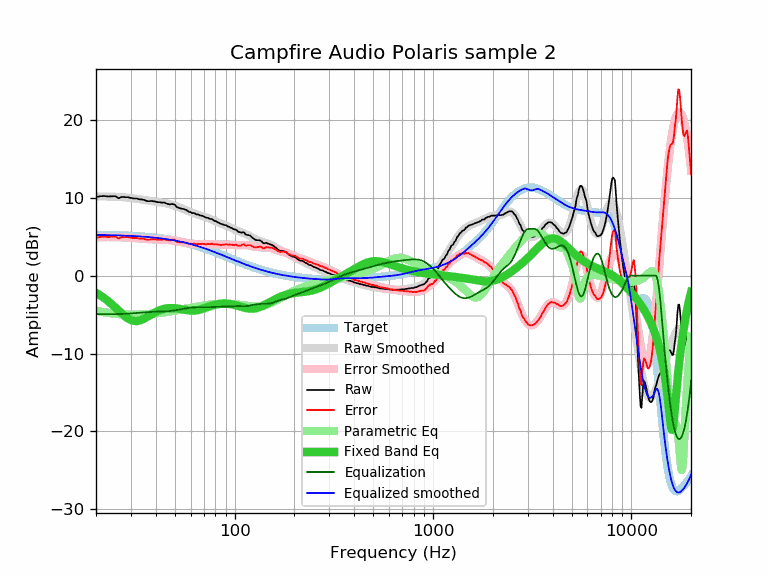 Campfire Audio Polaris sample 2
Amplitude (dBr)
20
10
0
−10
−20
−30
Target
Raw Smoothed
Error Smoothed
Raw
Error
Parametric Eq
Fixed Band Eq
Equalization
Equalized smoothed
100
1000
10000
Frequency (Hz)